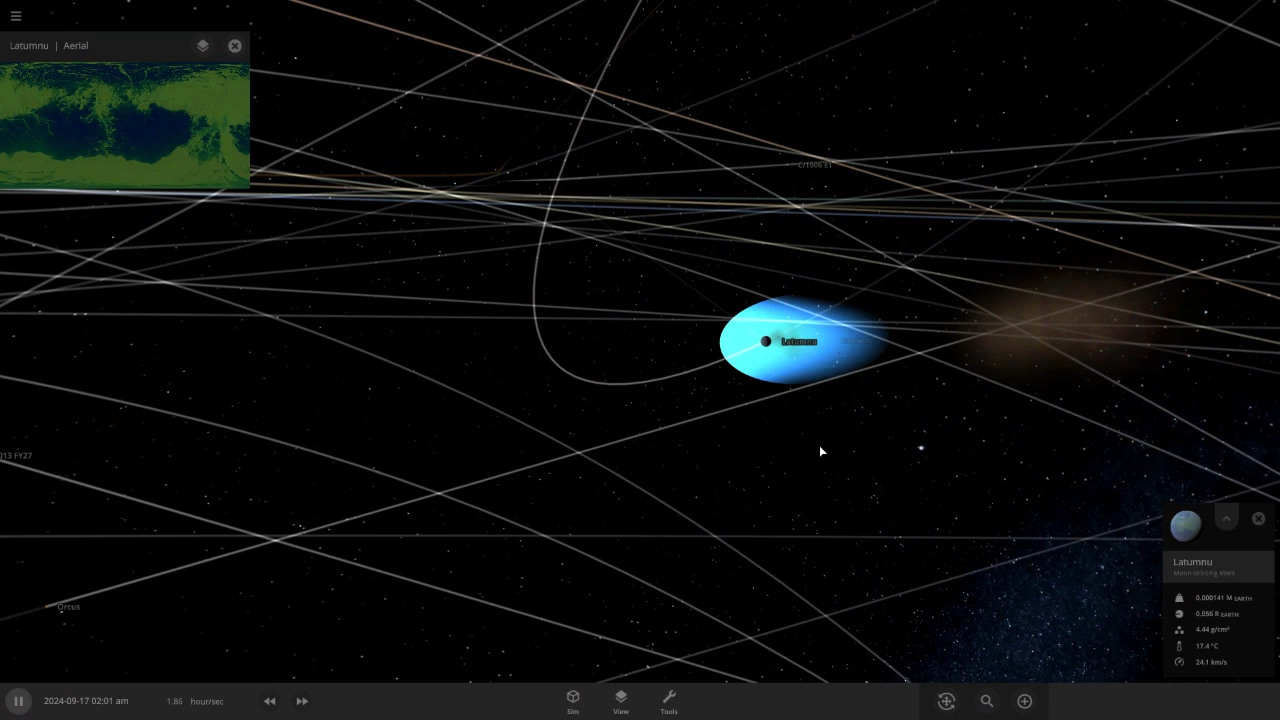 Latumnu | Aerial
C/1906 E1
Latumnu
013 FY27
Orcus
Latumnu
Moon orbiting Mars
0.000141 M EARTH
0.056 R EARTH
4.44 g/cm³
17.4 °C
24.1 km/s
2024-09-17 02:01 am
1.86 hour/sec
Sim
View
Tools